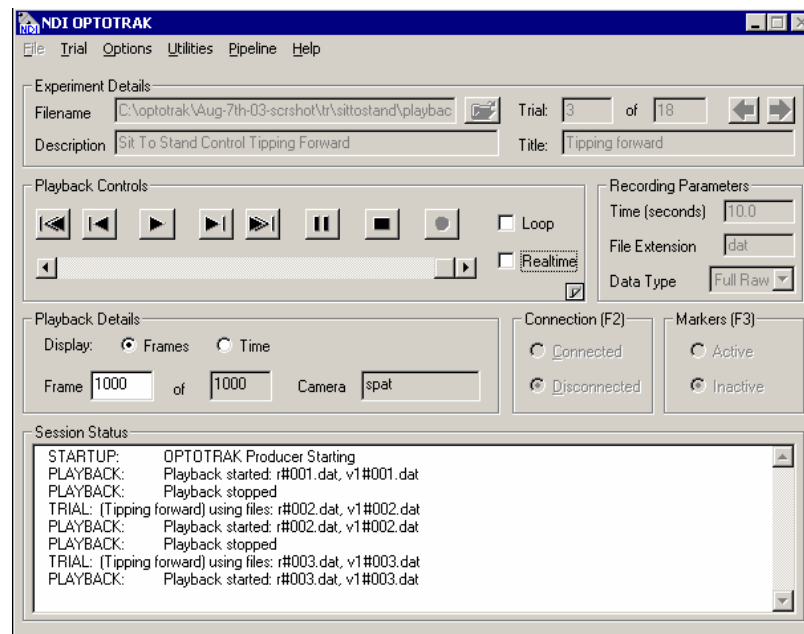 NDI OPTOTRAK
File Trial Options Utilities Pipeline Help
Experiment Details
Filename C:\optotrak\Aug-7th-03-scrshot\tr\sittostand\playbac Trial: 3 of 18
Description Sit To Stand Control Tipping Forward Title: Tipping forward
Playback Controls
Loop
Realtime
Recording Parameters
Time (seconds) 10.0
File Extension dat
Data Type Full Raw
Playback Details
Display: Frames Time
Frame 1000 of 1000 Camera spat
Connection (F2)
Connected
Disconnected
Markers (F3)
Active
Inactive
Session Status
STARTUP: OPTOTRAK Producer Starting
PLAYBACK: Playback started: r#001.dat, v1#001.dat
PLAYBACK: Playback stopped
TRIAL: (Tipping forward) using files: r#002.dat, v1#002.dat
PLAYBACK: Playback started: r#002.dat, v1#002.dat
PLAYBACK: Playback stopped
TRIAL: (Tipping forward) using files: r#003.dat, v1#003.dat
PLAYBACK: Playback started: r#003.dat, v1#003.dat